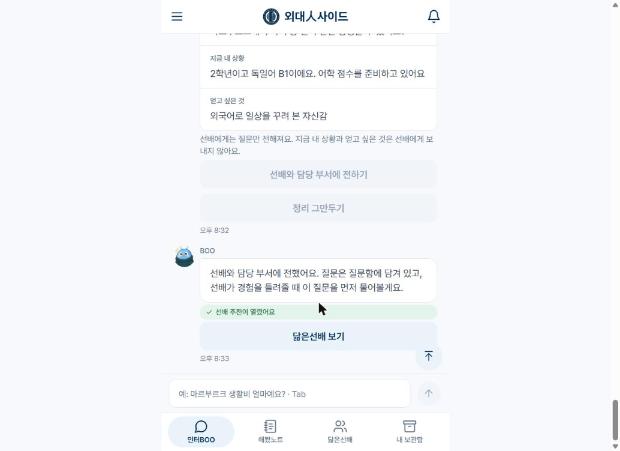 외대人사이드
지금 내 상황
2학년이고 독일어 B1이에요. 어학 점수를 준비하고 있어요
얻고 싶은 것
외국어로 일상을 꾸려 본 자신감
선배에게는 질문만 전해져요. 지금 내 상황과 얻고 싶은 것은 선배에게 보
내지 않아요.
선배와 담당 부서에 전하기
정리 그만두기
오후 8:32
BOO
선배와 담당 부서에 전했어요. 질문은 질문함에 담겨 있고,
선배가 경험을 들려줄 때 이 질문을 먼저 물어볼게요.
✓ 선배 추천이 열렸어요
닮은선배 보기
오후 8:33
예: 마르부르크 생활비 얼마예요? · Tab
인터BOO
해봤노트
닮은선배
내 보관함